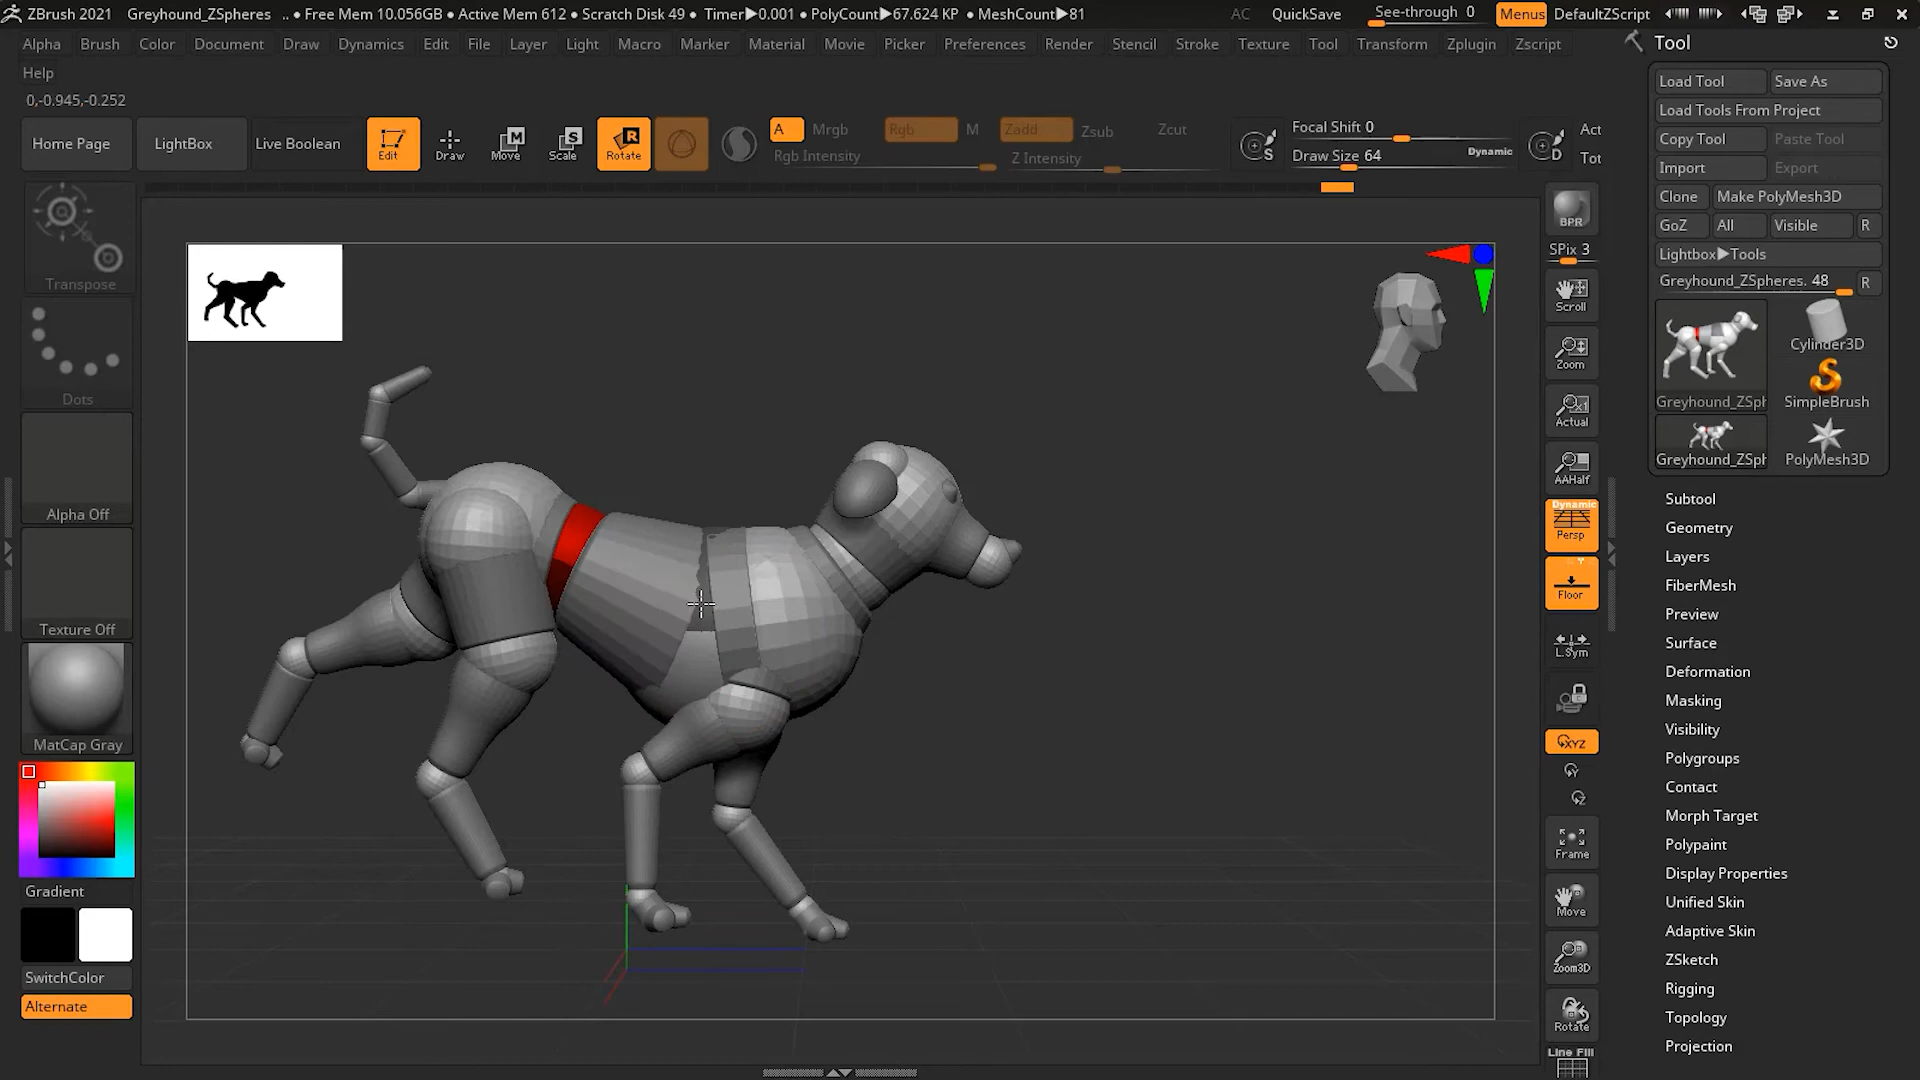 ZBrush 2021 Greyhound_ZSpheres .. • Free Mem 10.056GB • Active Mem 612 • Scratch Disk 49 • Timer▶0.001 • PolyCount▶67.624 KP • MeshCount▶81 AC QuickSave See-through 0 Menus DefaultZScript
Alpha Brush Color Document Draw Dynamics Edit File Layer Light Macro Marker Material Movie Picker Preferences Render Stencil Stroke Texture Tool Transform Zplugin Zscript
Help
0,-0.945,-0.252
Home Page LightBox Live Boolean Edit Draw Move Scale Rotate
M S R
A Mrgb Rgb M Zadd Zsub Zcut
Rgb Intensity Z Intensity
S Focal Shift 0
Draw Size 64 Dynamic D
Act
Tot
Transpose
Dots
Alpha Off
Texture Off
MatCap Gray
Gradient
SwitchColor
Alternate
BPR
SPix 3
Scroll
Zoom
Actual
AAHalf
Dynamic
Persp
Floor
L.Sym
XYZ
Y
Z
Frame
Move
Zoom3D
Rotate
Line Fill
Tool
Load Tool Save As
Load Tools From Project
Copy Tool Paste Tool
Import Export
Clone Make PolyMesh3D
GoZ All Visible R
Lightbox▶Tools
Greyhound_ZSpheres. 48 R
Cylinder3D
Greyhound_ZSph SimpleBrush
Greyhound_ZSph PolyMesh3D
Subtool
Geometry
Layers
FiberMesh
Preview
Surface
Deformation
Masking
Visibility
Polygroups
Contact
Morph Target
Polypaint
Display Properties
Unified Skin
Adaptive Skin
ZSketch
Rigging
Topology
Projection